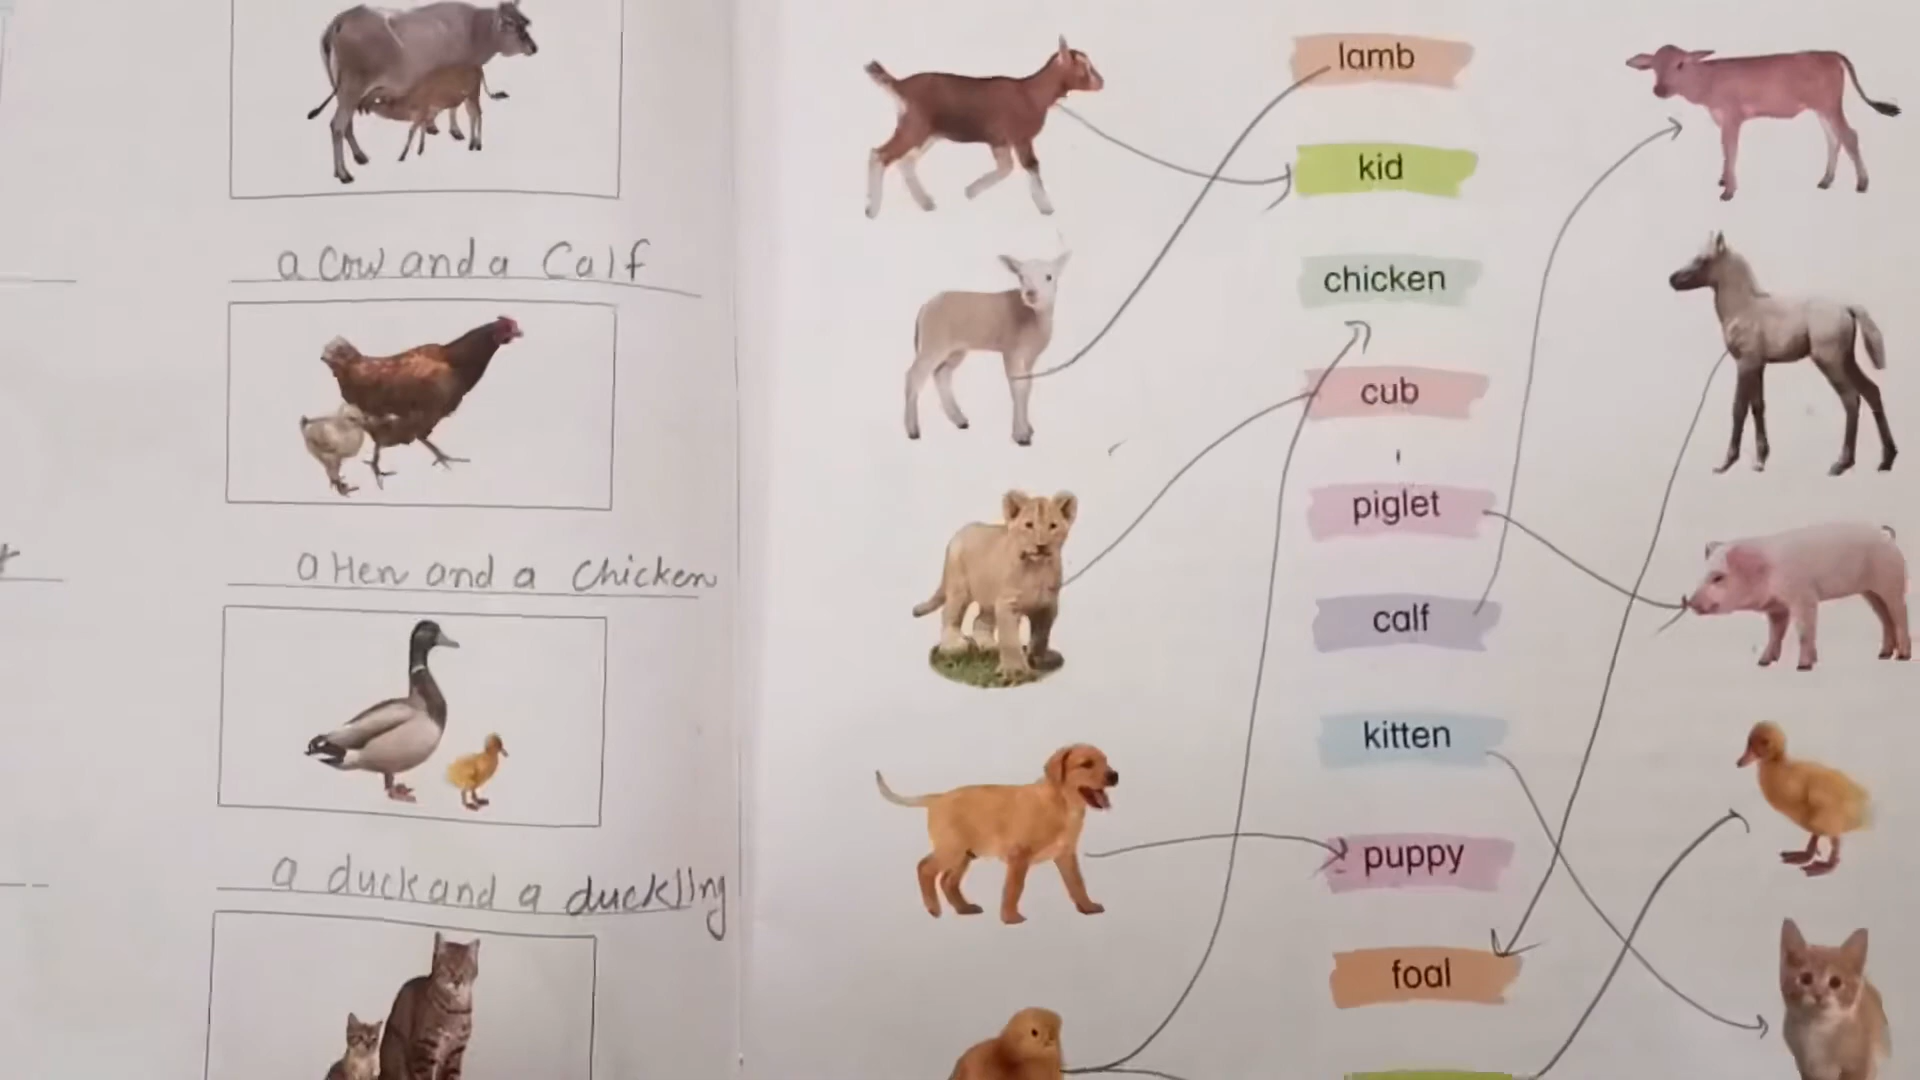 a Cow and a Calf
a Hen and a Chicken
a duck and a duckling
lamb
kid
chicken
cub
piglet
calf
kitten
puppy
foal